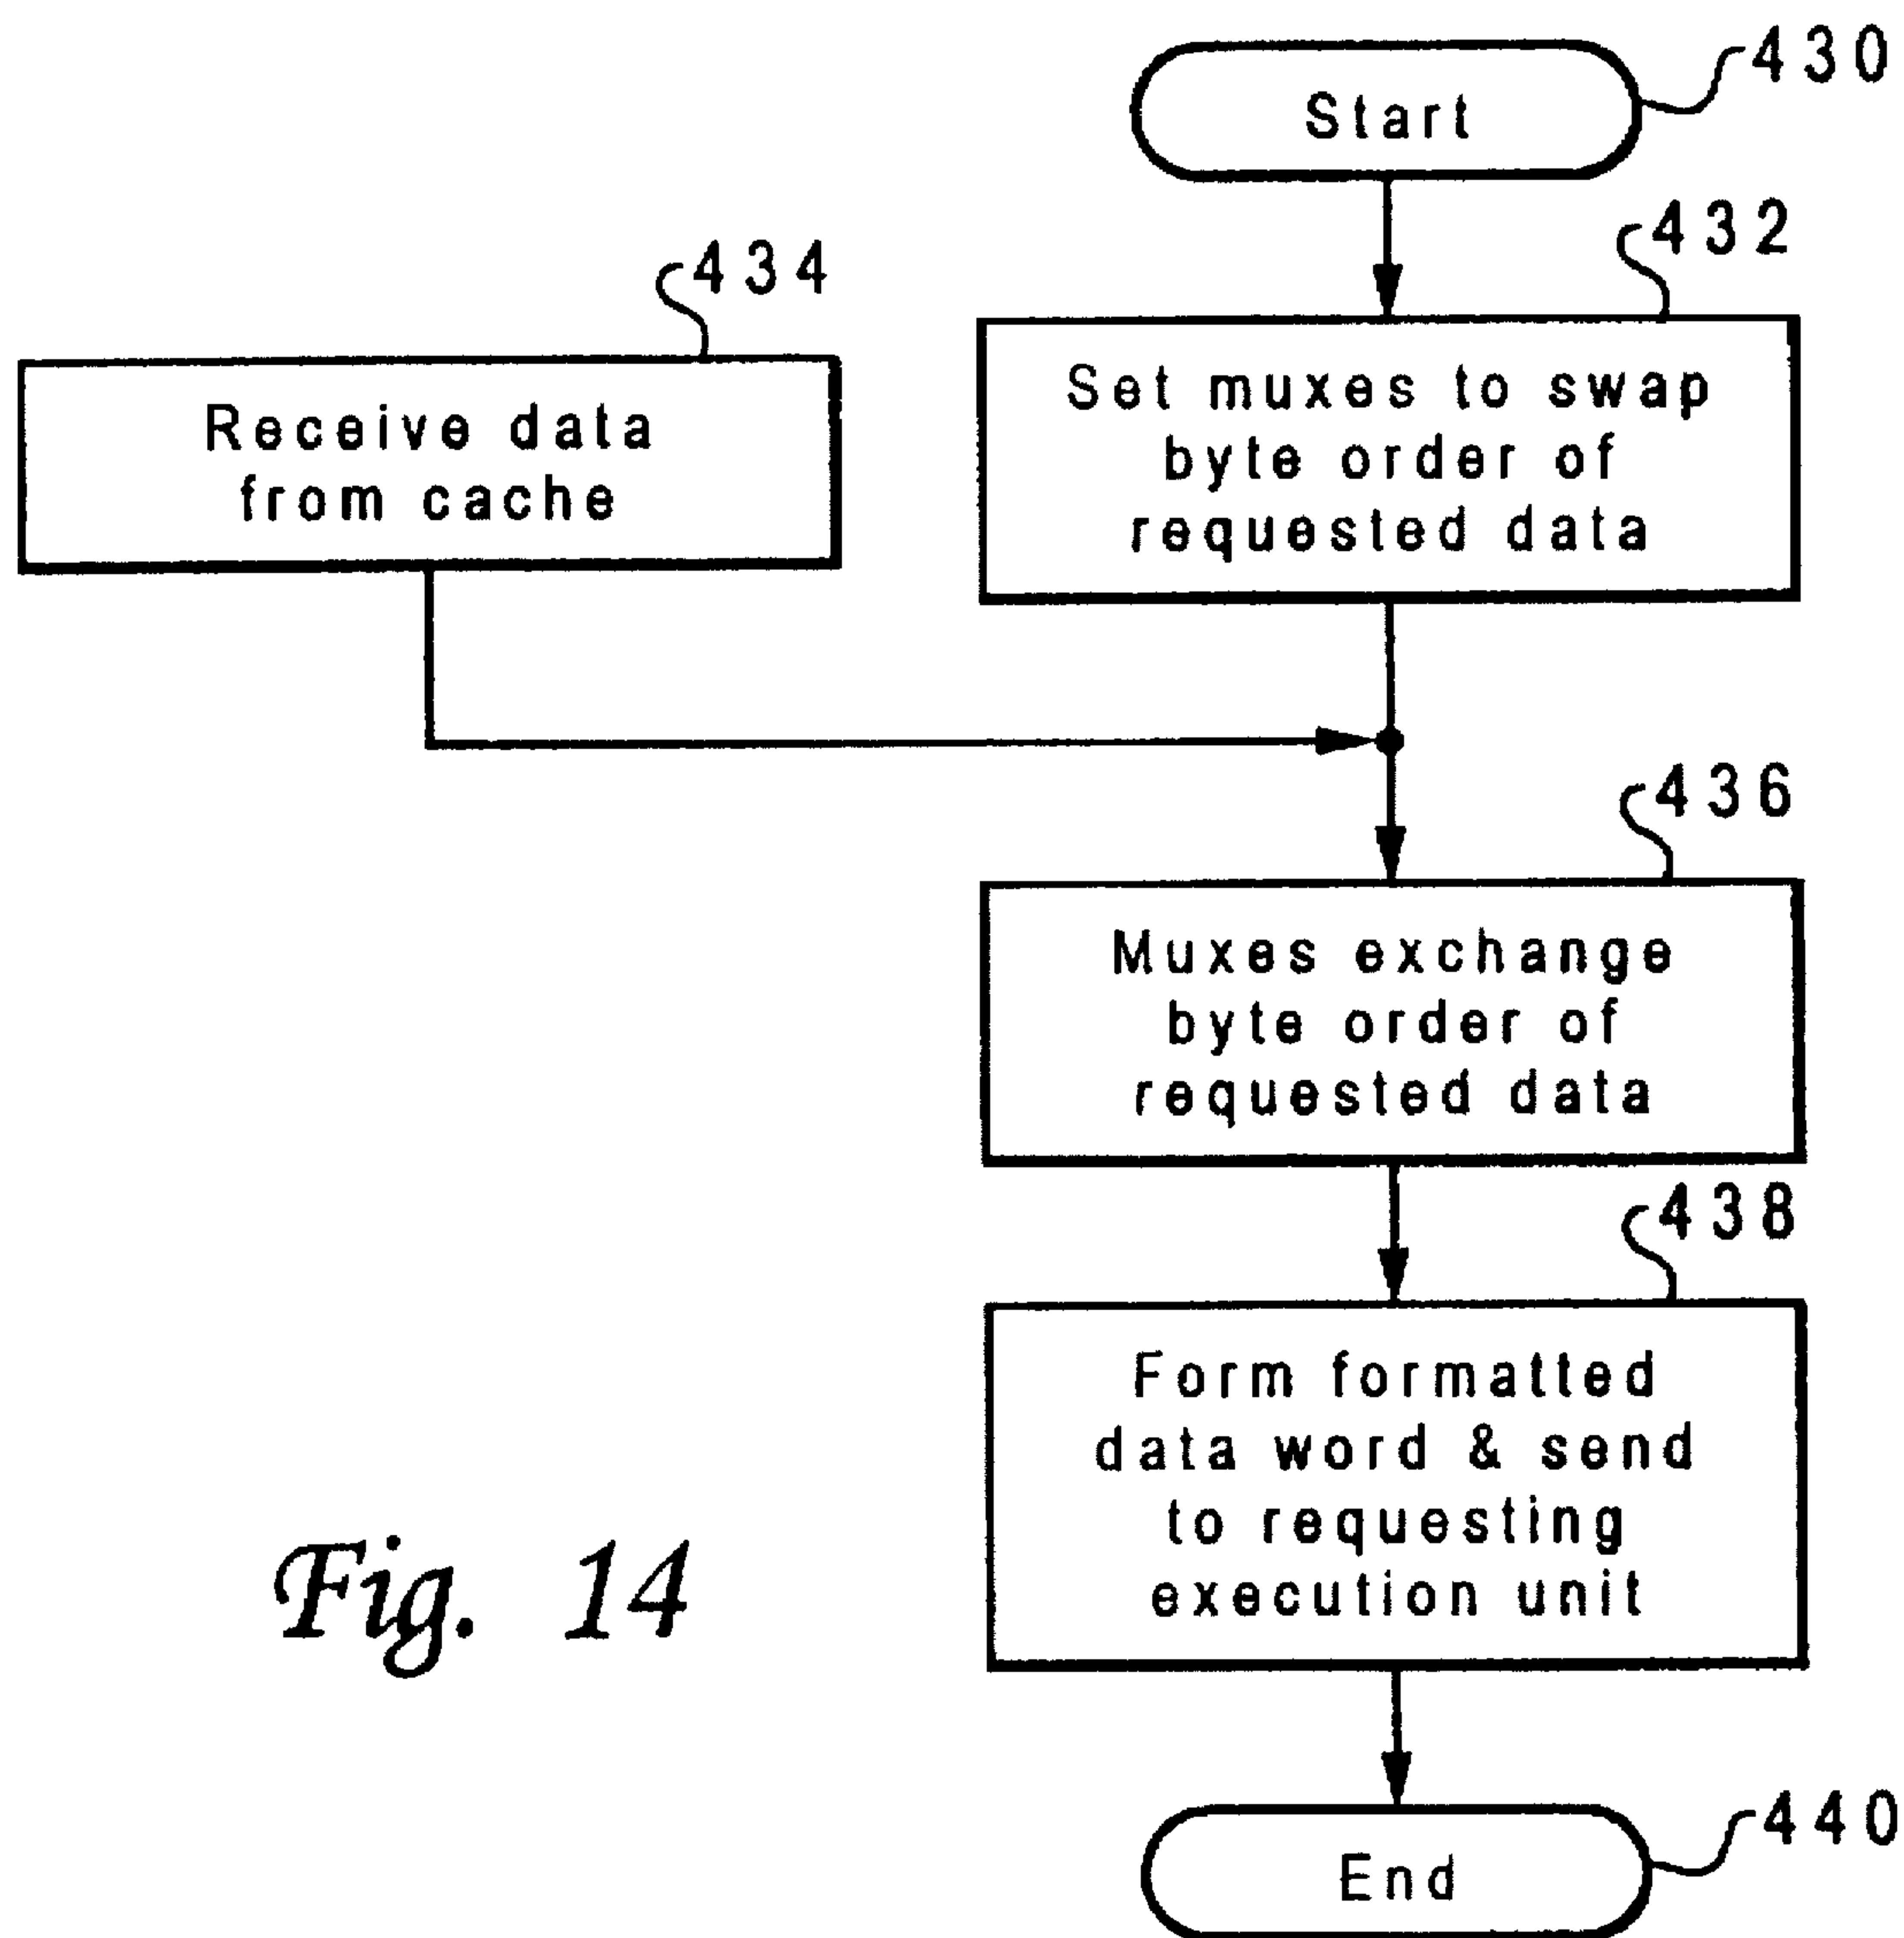 430
Start
432
434
Set muxes to swap
byte order of
requested data
Receive data
from cache
436
Muxes exchange
byte order of
requested data
438
Form formatted
data word & send
to requesting
execution unit
Fig. 14
440
End